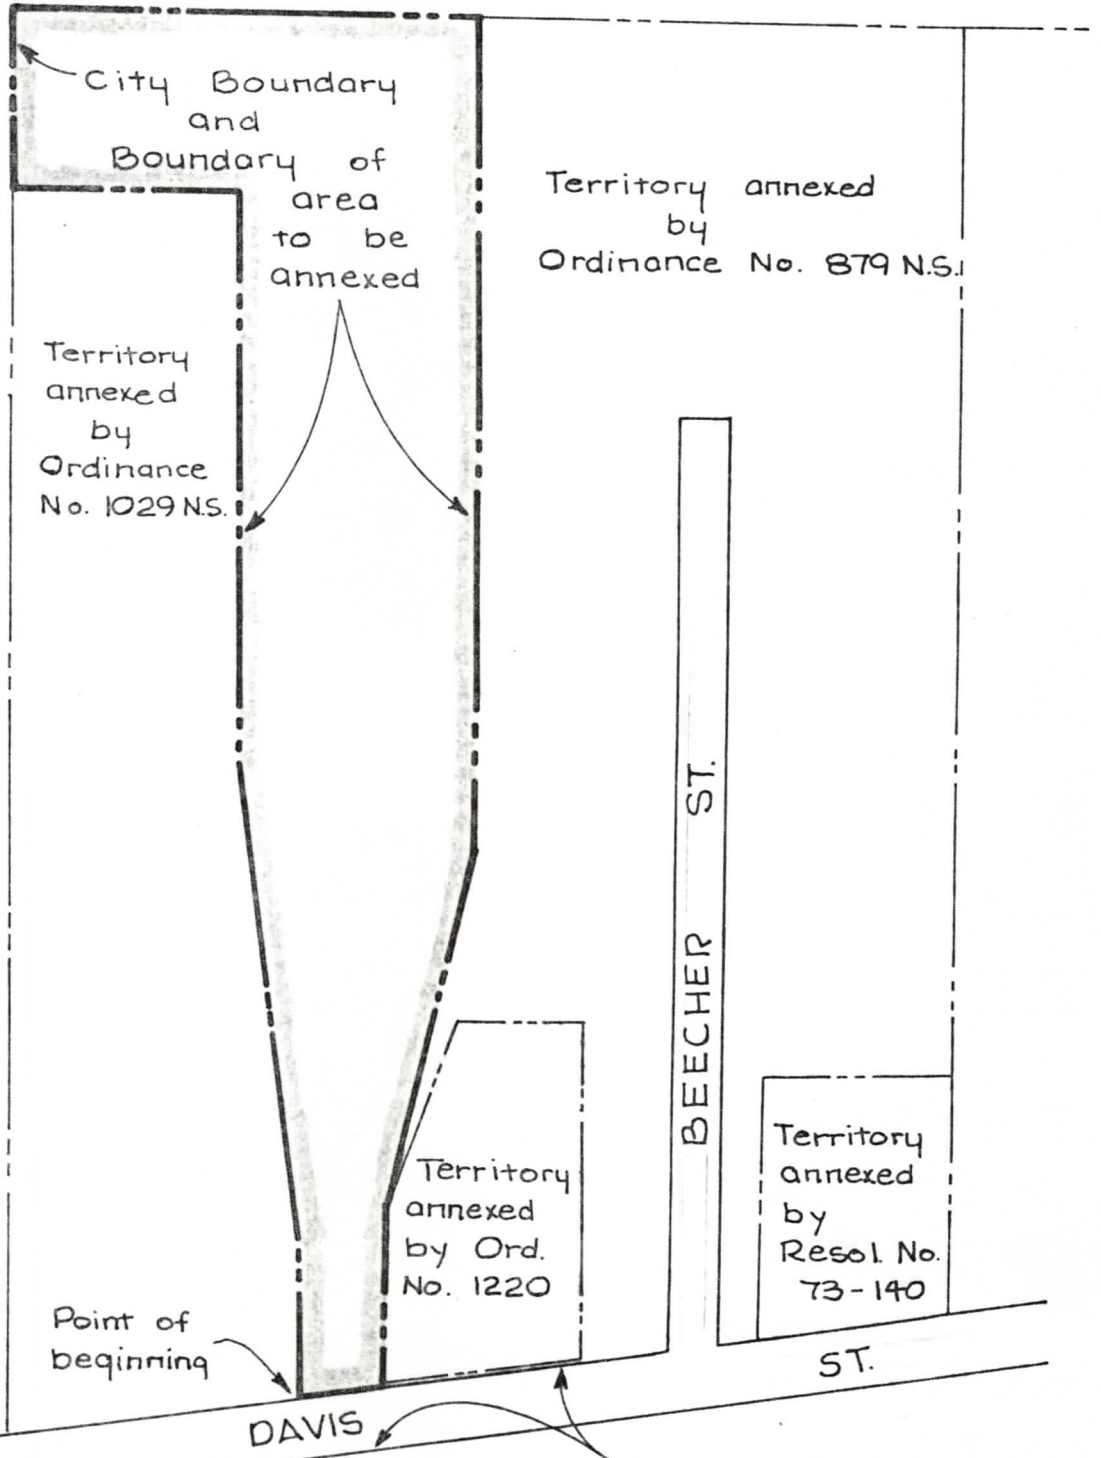 City Boundary
and
Boundary of
area
to be
annexed
Territory annexed
by
Ordinance No. 879 N.S.
Territory
annexed
by
Ordinance
No. 1029 N.S.
BEECHER ST.
Territory
annexed
by Ord.
No. 1220
Territory
annexed
by
Resol. No.
73-140
Point of
beginning
DAVIS ST.